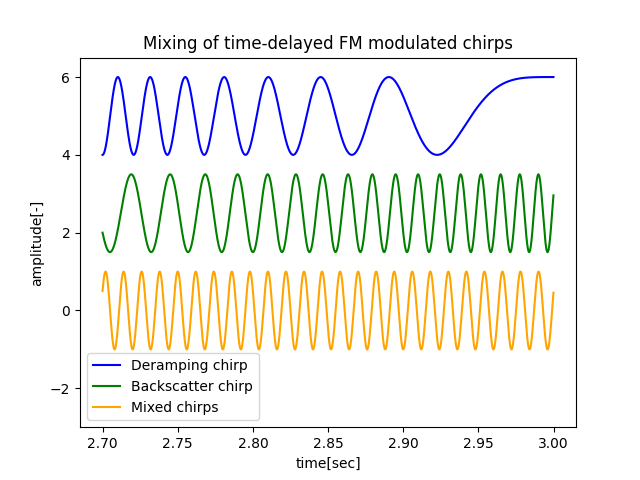 Mixing of time-delayed FM modulated chirps
6
4
2
0
−2
amplitude[-]
Deramping chirp
Backscatter chirp
Mixed chirps
2.70 2.75 2.80 2.85 2.90 2.95 3.00
time[sec]